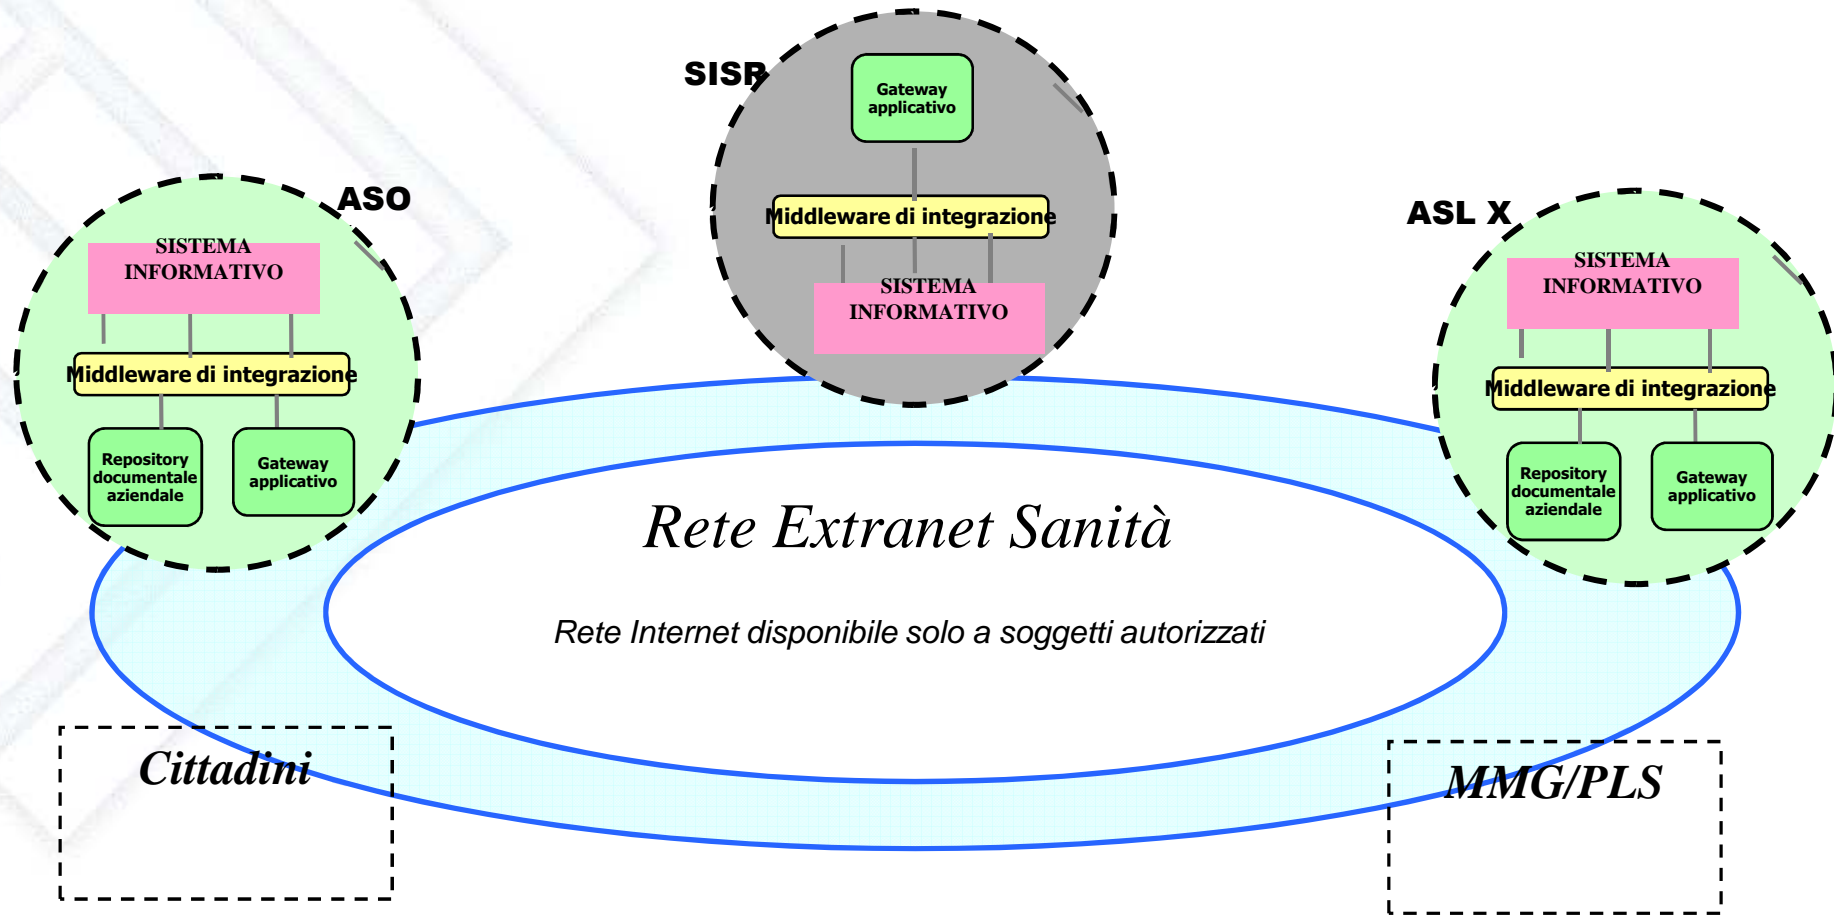 SISR
Gateway
applicativo
Middleware di integrazione
SISTEMA
INFORMATIVO
ASO
SISTEMA
INFORMATIVO
Middleware di integrazione
Repository
documentale
aziendale
Gateway
applicativo
ASL X
SISTEMA
INFORMATIVO
Middleware di integrazione
Repository
documentale
aziendale
Gateway
applicativo
Rete Extranet Sanità
Rete Internet disponibile solo a soggetti autorizzati
Cittadini
MMG/PLS